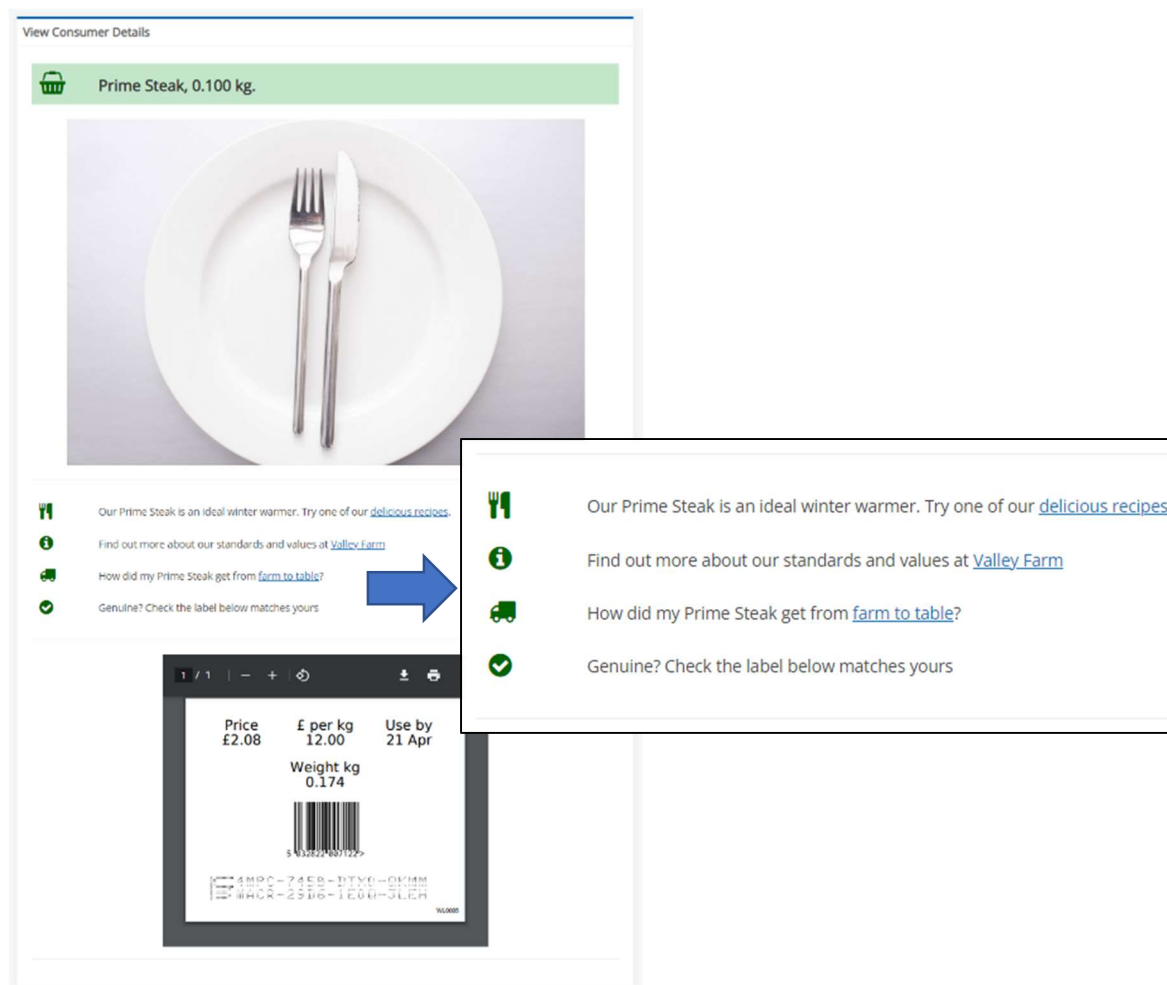 View Consumer Details
Prime Steak, 0.100 kg.
Our Prime Steak is an ideal winter warmer. Try one of our delicious recipes.
Find out more about our standards and values at Valley Farm
How did my Prime Steak get from farm to table?
Genuine? Check the label below matches yours
Our Prime Steak is an ideal winter warmer. Try one of our delicious recipes
Find out more about our standards and values at Valley Farm
How did my Prime Steak get from farm to table?
Genuine? Check the label below matches yours
1 / 1
Price £ per kg Use by
£2.08 12.00 21 Apr
Weight kg
0.174